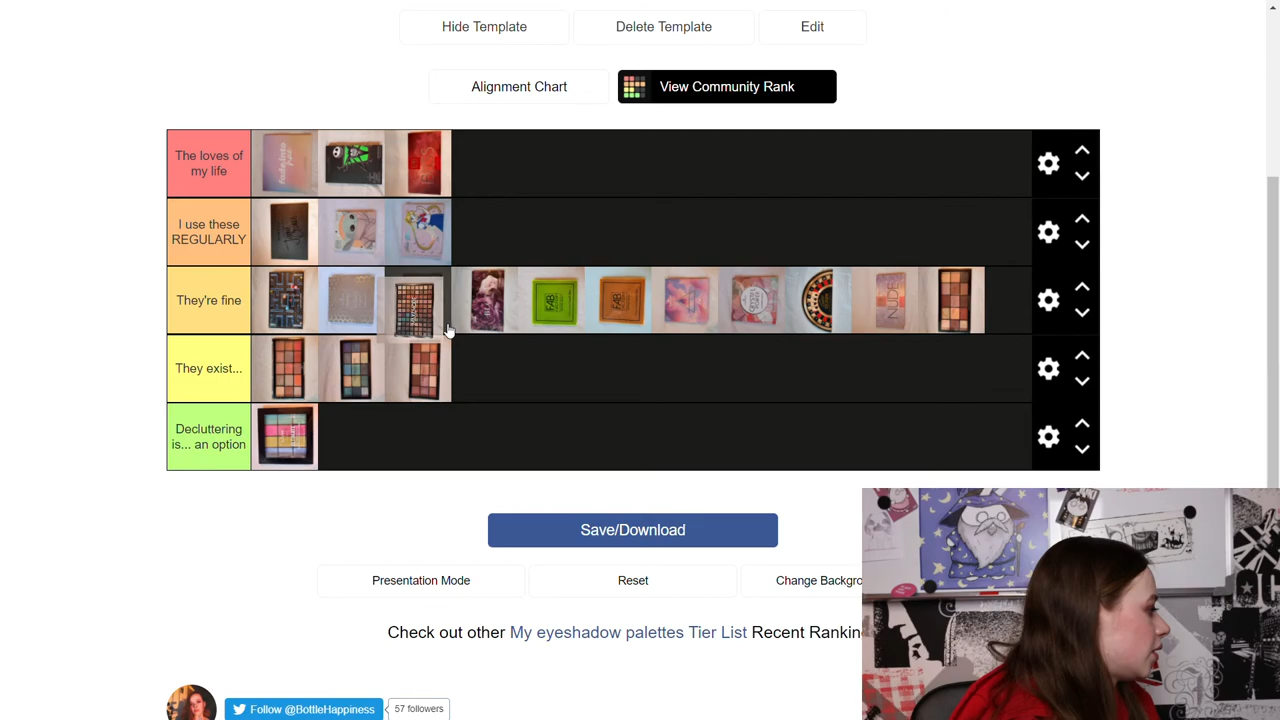 Hide Template
Delete Template
Edit
Alignment Chart
View Community Rank
The loves of
my life
I use these
REGULARLY
They're fine
NUDES
They exist...
Decluttering
is... an option
Save/Download
Presentation Mode
Reset
Change Backgro
Check out other My eyeshadow palettes Tier List Recent Rankin
Follow @BottleHappiness
57 followers